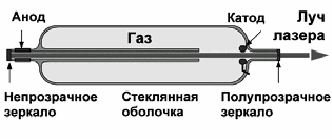 Анод
Газ
Катод
Луч
лазера
Непрозрачное
зеркало
Стеклянная
оболочка
Полупрозрачное
зеркало